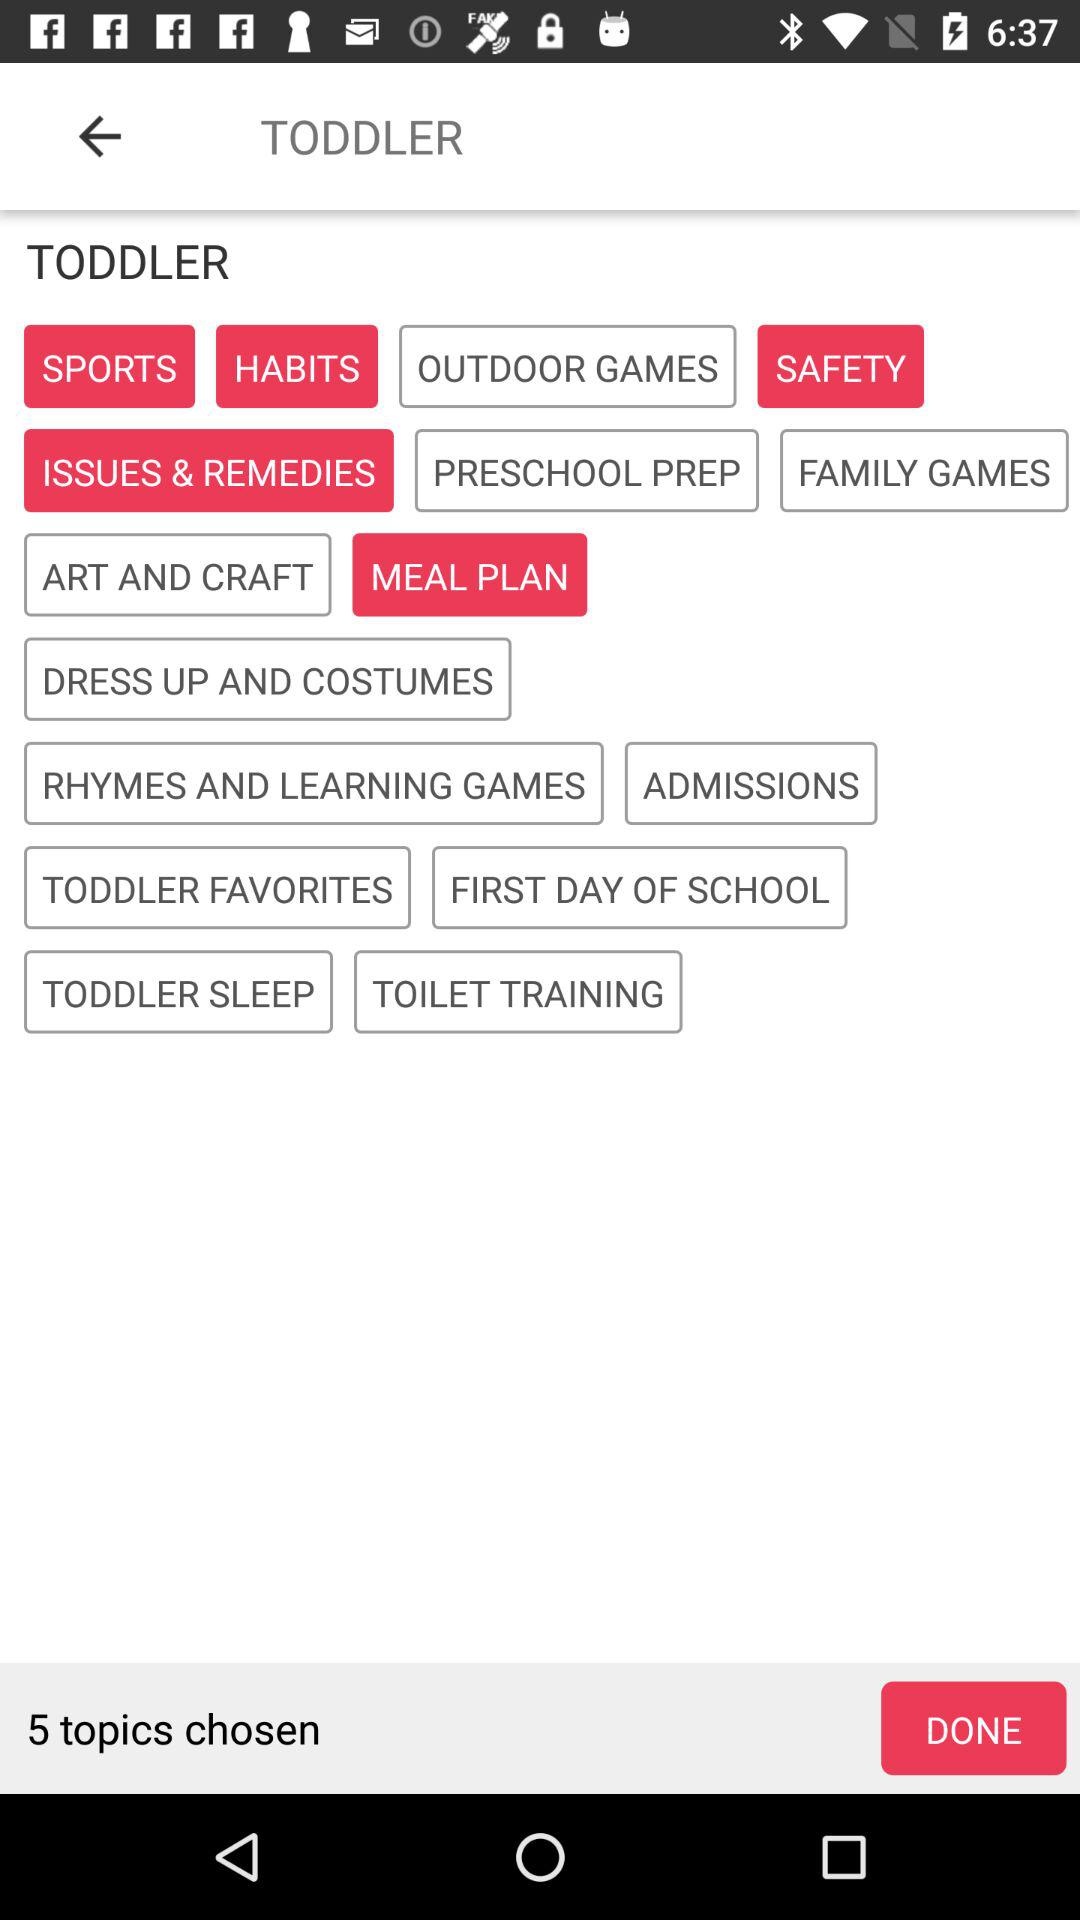 FAKE 6:37
TODDLER
TODDLER
SPORTS HABITS OUTDOOR GAMES SAFETY
ISSUES & REMEDIES PRESCHOOL PREP FAMILY GAMES
ART AND CRAFT MEAL PLAN
DRESS UP AND COSTUMES
RHYMES AND LEARNING GAMES ADMISSIONS
TODDLER FAVORITES FIRST DAY OF SCHOOL
TODDLER SLEEP TOILET TRAINING
5 topics chosen DONE